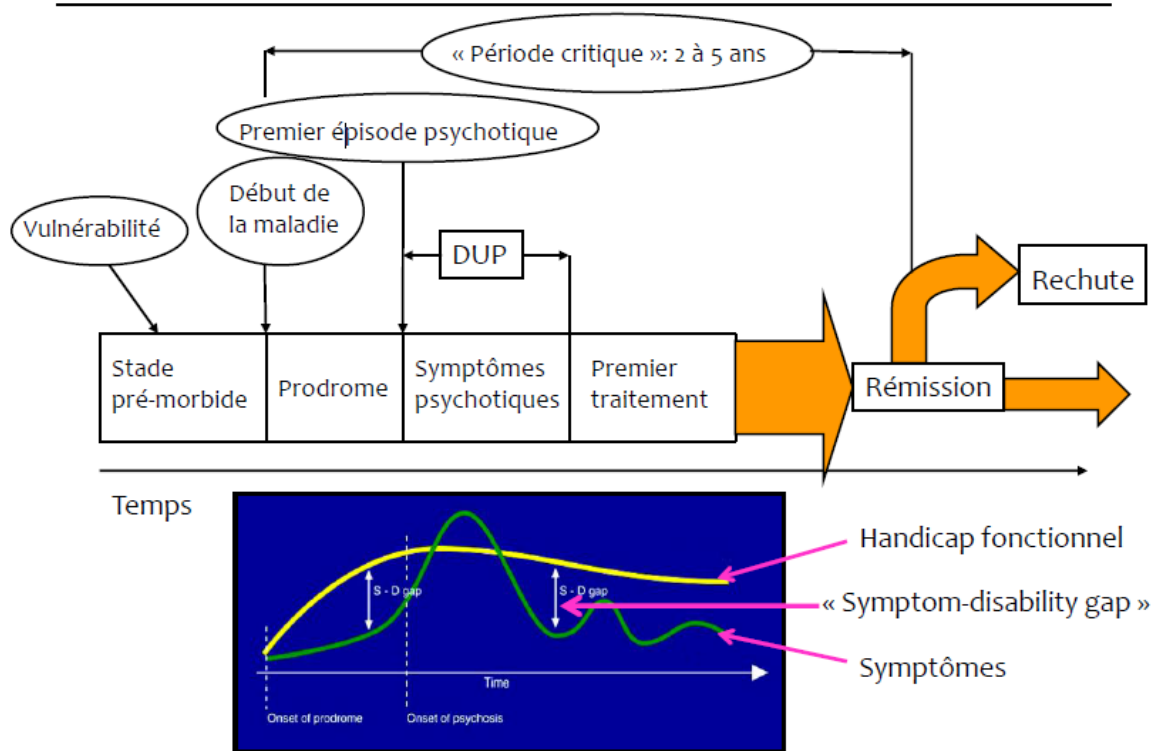 « Période critique »: 2 à 5 ans
Premier épisode psychotique
Début de
la maladie
Vulnérabilité
DUP
Rechute
Stade
pré-morbide
Prodrome
Symptômes
psychotiques
Premier
traitement
Rémission
Temps
Handicap fonctionnel
S - D gap
S - D gap
« Symptom-disability gap »
Symptômes
Time
Onset of prodrome
Onset of psychosis